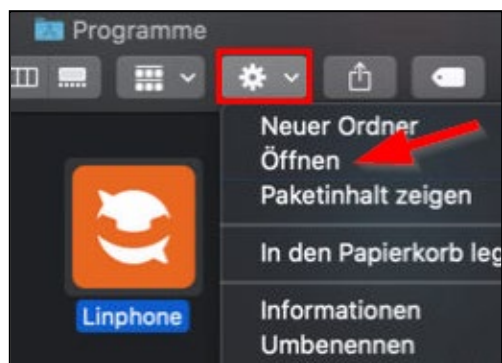 Programme
Neuer Ordner
Öffnen
Paketinhalt zeigen
In den Papierkorb leg
Linphone
Informationen
Umbenennen